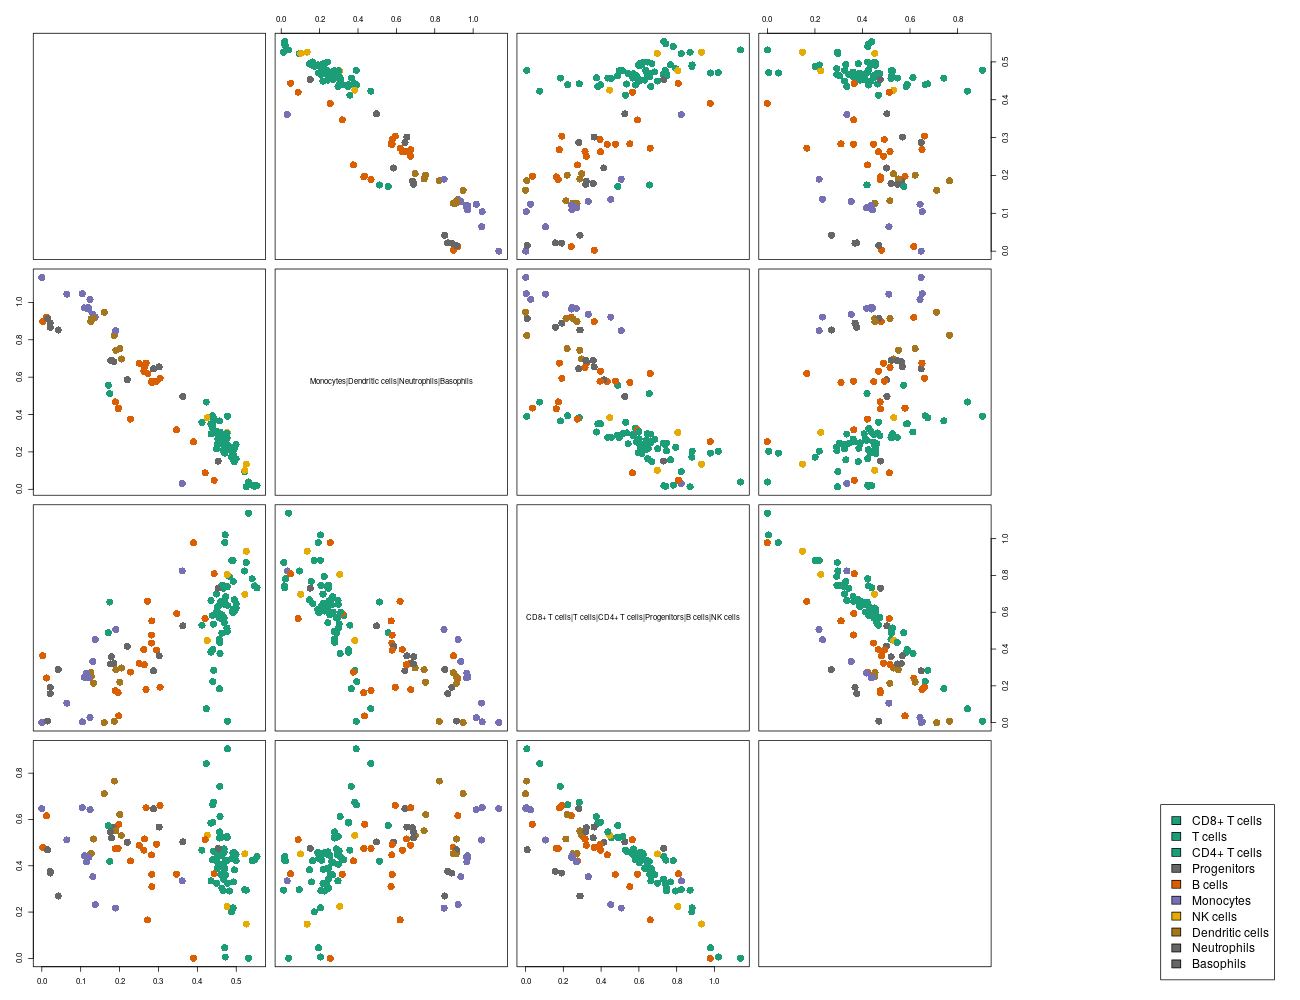 0.0 0.2 0.4 0.6 0.8 1.0
0.0 0.2 0.4 0.6 0.8
0.0 0.1 0.2 0.3 0.4 0.5
0.0 0.2 0.4 0.6 0.8 1.0
Monocytes|Dendritic cells|Neutrophils|Basophils
CD8+ T cells|T cells|CD4+ T cells|Progenitors|B cells|NK cells
0.0 0.2 0.4 0.6 0.8 1.0
0.0 0.2 0.4 0.6 0.8
0.0 0.1 0.2 0.3 0.4 0.5
0.0 0.2 0.4 0.6 0.8 1.0
CD8+ T cells
T cells
CD4+ T cells
Progenitors
B cells
Monocytes
NK cells
Dendritic cells
Neutrophils
Basophils